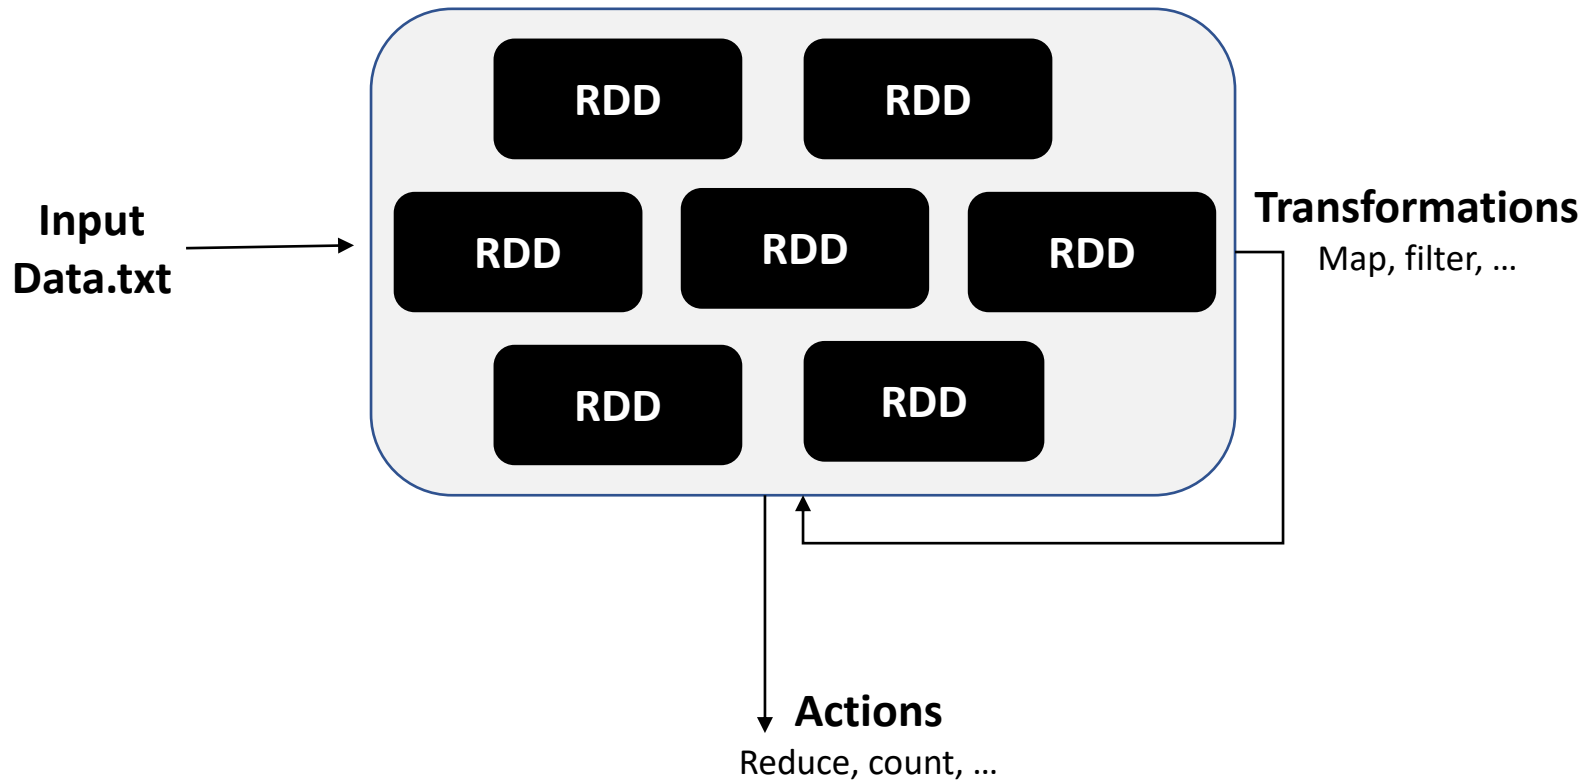 RDD
RDD
Input
Data.txt
RDD
RDD
RDD
Transformations
Map, filter, ...
RDD
RDD
Actions
Reduce, count, ...